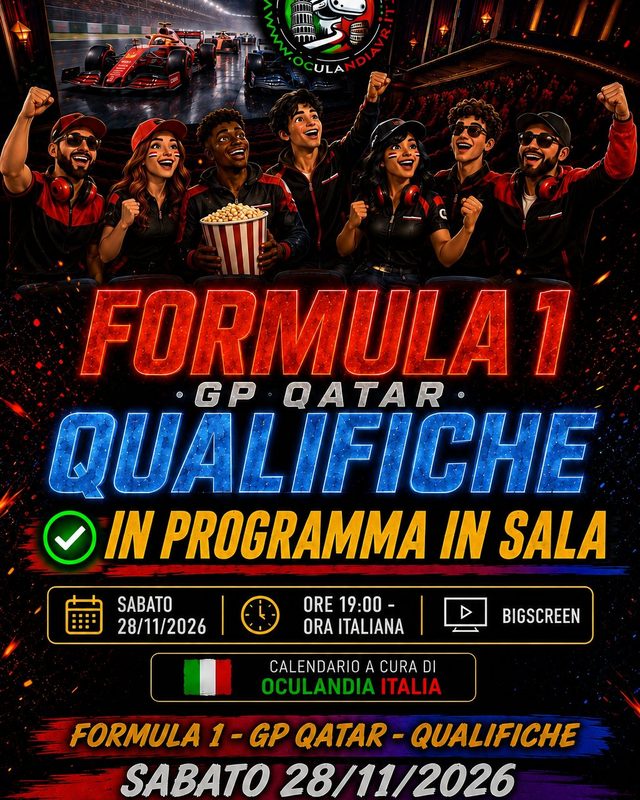 WWW.OCULANDIAVR.IT
FORMULA 1
• GP QATAR •
QUALIFICHE
IN PROGRAMMA IN SALA
SABATO
28/11/2026
ORE 19:00 -
ORA ITALIANA
BIGSCREEN
CALENDARIO A CURA DI
OCULANDIA ITALIA
FORMULA 1 - GP QATAR - QUALIFICHE
SABATO 28/11/2026